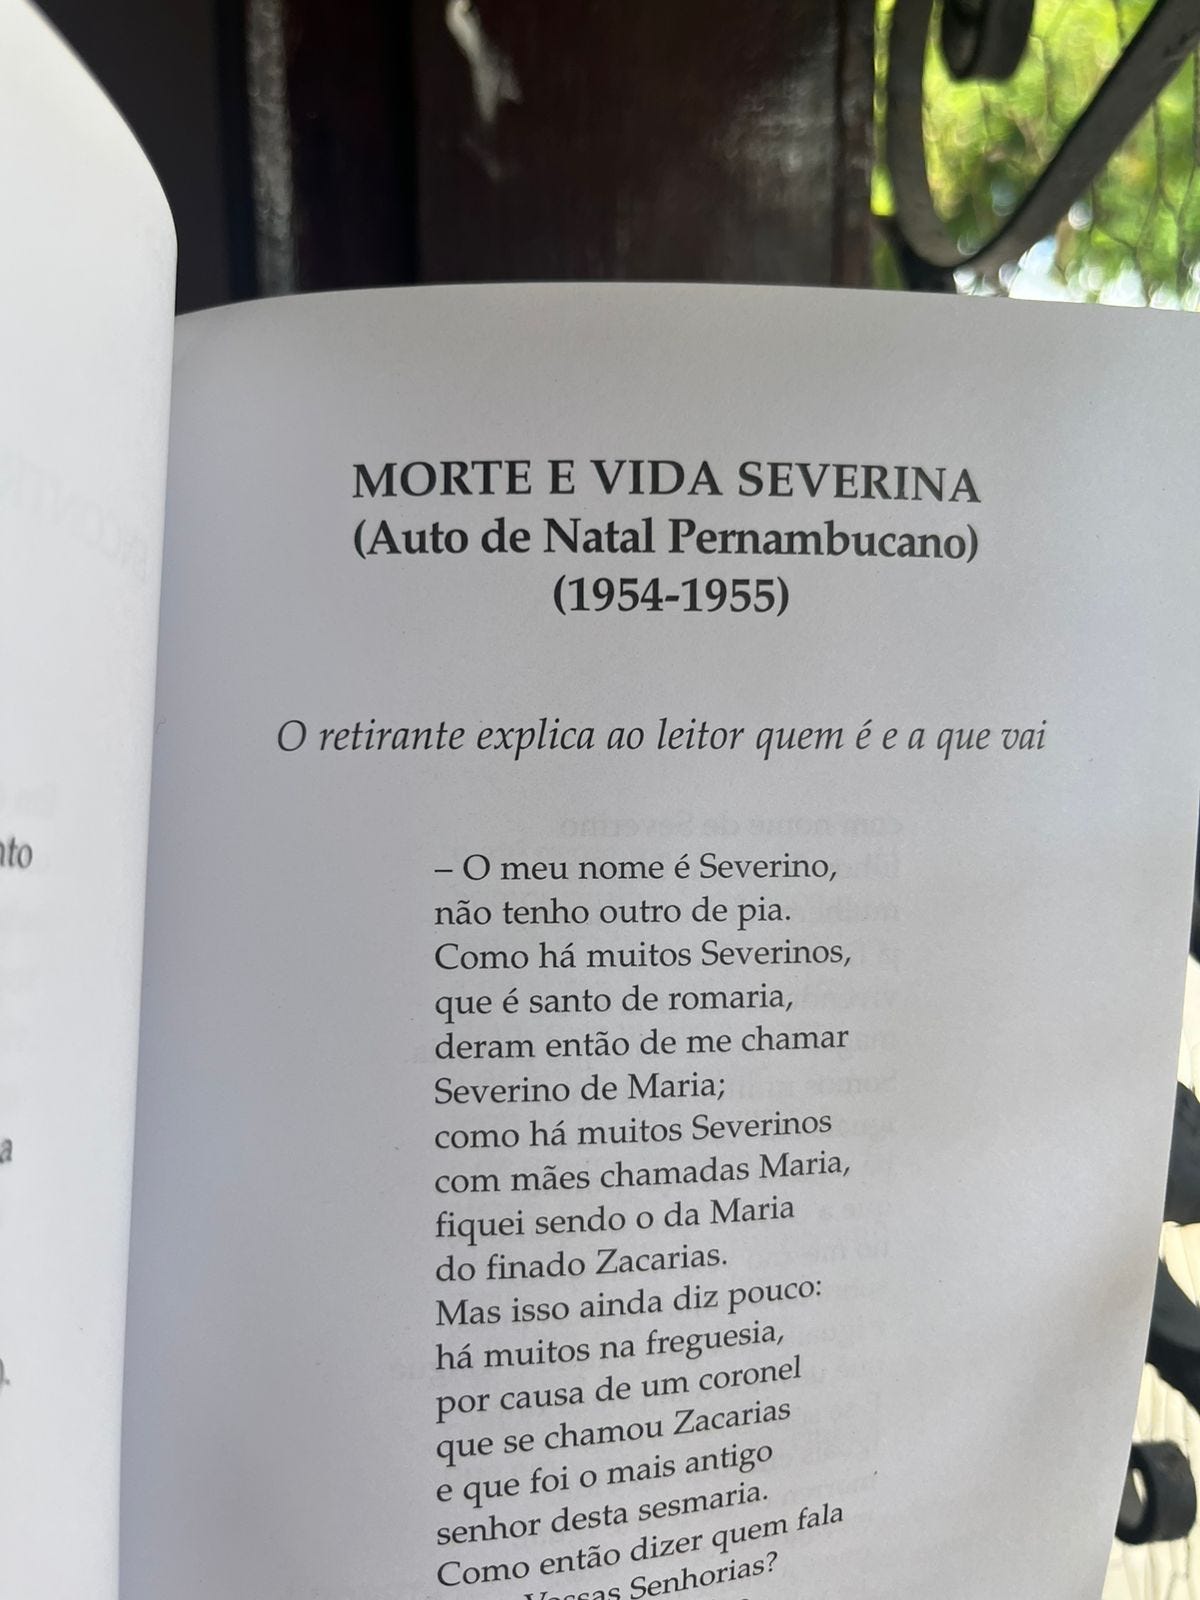 MORTE E VIDA SEVERINA
(Auto de Natal Pernambucano)
(1954-1955)
O retirante explica ao leitor quem é e a que vai
– O meu nome é Severino,
não tenho outro de pia.
Como há muitos Severinos,
que é santo de romaria,
deram então de me chamar
Severino de Maria;
como há muitos Severinos
com mães chamadas Maria,
fiquei sendo o da Maria
do finado Zacarias.
Mas isso ainda diz pouco:
há muitos na freguesia,
por causa de um coronel
que se chamou Zacarias
e que foi o mais antigo
senhor desta sesmaria.
Como então dizer quem fala
Vossas Senhorias?